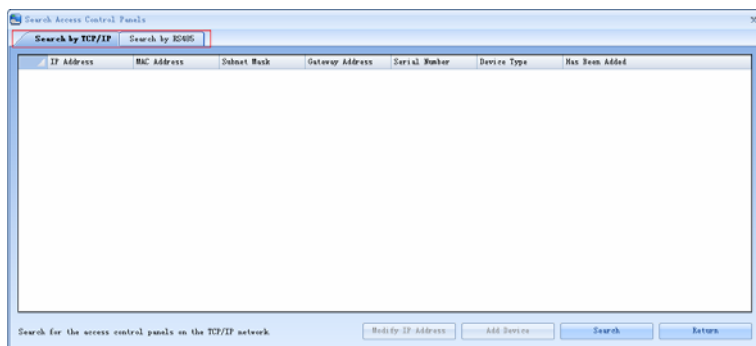 Search Access Control Panels
Search by TCP/IP Search by RS485
IP Address MAC Address Subnet Mask Gateway Address Serial Number Device Type Has Been Added
Search for the access control panels on the TCP/IP network. Modify IP Address Add Device Search Return